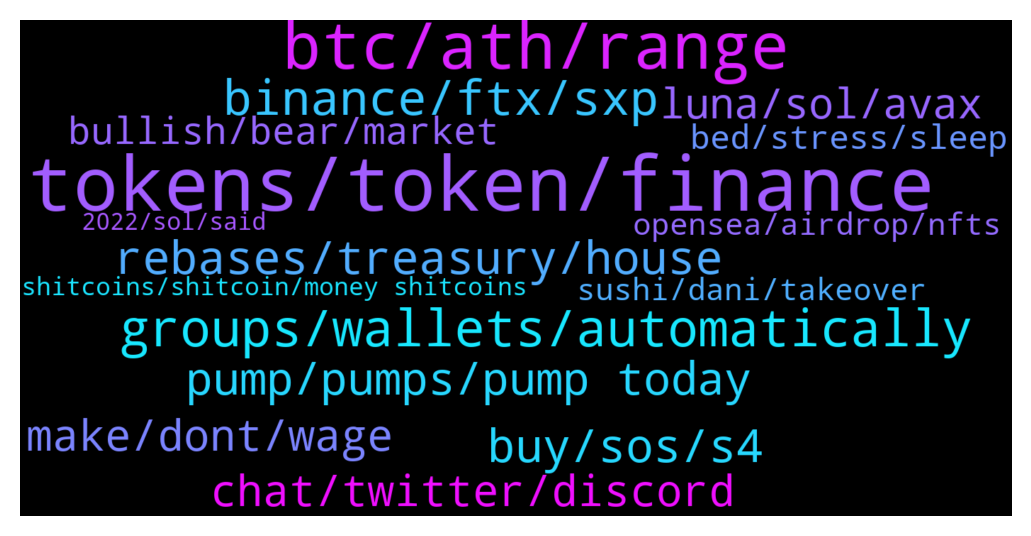 btc/ath/range
binance/ftx/sxp
luna/sol/avax
bullish/bear/market
bed/stress/sleep
tokens/token/finance
2022/sol/said
opensea/airdrop/nfts
rebases/treasury/house
shitcoins/shitcoin/money shitcoins
sushi/dani/takeover
groups/wallets/automatically
pump/pumps/pump today
make/dont/wage
buy/sos/s4
chat/twitter/discord